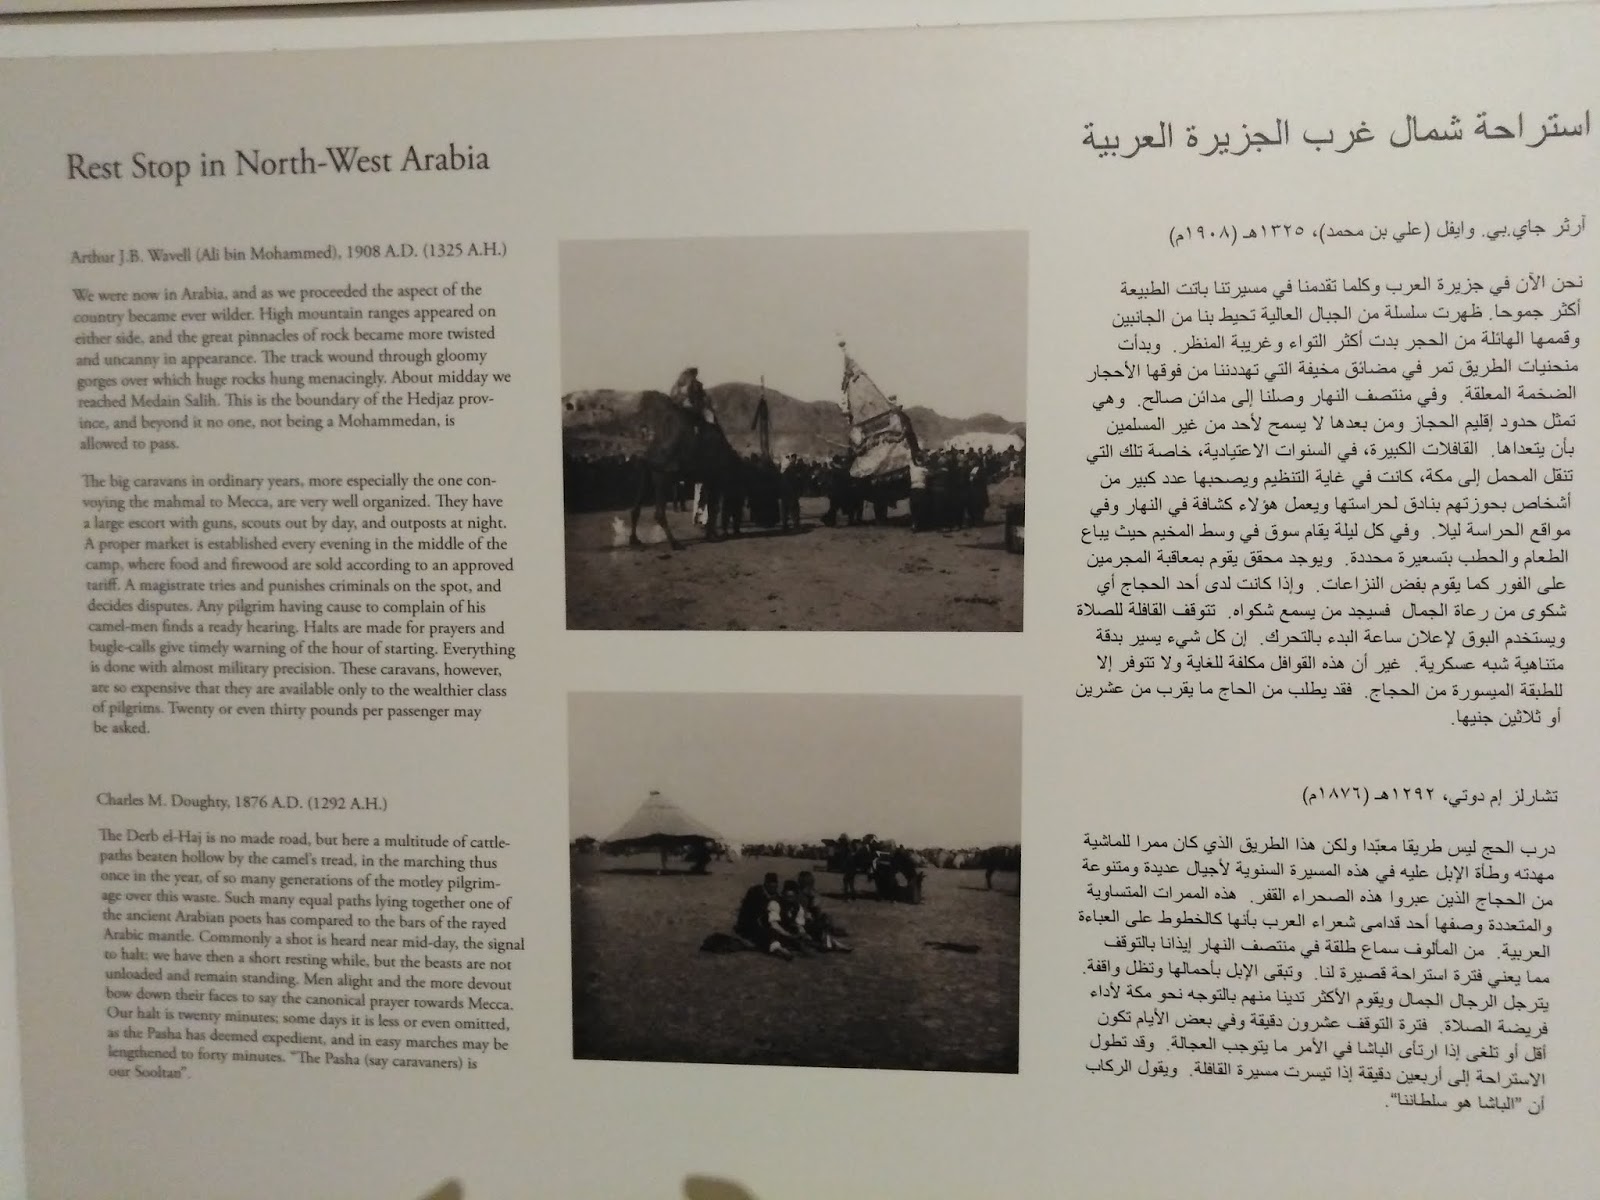 Rest Stop in North-West Arabia
Arthur J.B. Wavell (Ali bin Mohammed), 1908 A.D. (1325 A.H.)
We were now in Arabia, and as we proceeded the aspect of the
country became ever wilder. High mountain ranges appeared on
either side, and the great pinnacles of rock became more twisted
and uncanny in appearance. The track wound through gloomy
gorges over which huge rocks hung menacingly. About midday we
reached Medain Salih. This is the boundary of the Hedjaz prov-
ince, and beyond it no one, not being a Mohammedan, is
allowed to pass.
The big caravans in ordinary years, more especially the one con-
voying the mahmal to Mecca, are very well organized. They have
a large escort with guns, scouts out by day, and outposts at night.
A proper market is established every evening in the middle of the
camp, where food and firewood are sold according to an approved
tariff. A magistrate tries and punishes criminals on the spot, and
decides disputes. Any pilgrim having cause to complain of his
camel-men finds a ready hearing. Halts are made for prayers and
bugle-calls give timely warning of the hour of starting. Everything
is done with almost military precision. These caravans, however,
are so expensive that they are available only to the wealthier class
of pilgrims. Twenty or even thirty pounds per passenger may
be asked.
Charles M. Doughty, 1876 A.D. (1292 A.H.)
The Derb el-Haj is no made road, but here a multitude of cattle-
paths beaten hollow by the camel's tread, in the marching thus
once in the year, of so many generations of the motley pilgrim-
age over this waste. Such many equal paths lying together one of
the ancient Arabian poets has compared to the bars of the rayed
Arabic mantle. Commonly a shot is heard near mid-day, the signal
to halt; we have then a short resting while, but the beasts are not
unloaded and remain standing. Men alight and the more devout
bow down their faces to say the canonical prayer towards Mecca.
Our halt is twenty minutes; some days it is less or even omitted,
as the Pasha has deemed expedient, and in easy marches may be
lengthened to forty minutes. "The Pasha (say caravaners) is
our Sooltan".
استراحة شمال غرب الجزيرة العربية
آرثر جاي.بي. وايفل (علي بن محمد)، ١٣٢٥هـ (١٩٠٨م)
نحن الآن في جزيرة العرب وكلما تقدمنا في مسيرتنا باتت الطبيعة
أكثر جموحا. ظهرت سلسلة من الجبال العالية تحيط بنا من الجانبين
وقممها الهائلة من الحجر بدت أكثر التواء وغريبة المنظر. وبدأت
منحنيات الطريق تمر في مضائق مخيفة التي تهددننا من فوقها الأحجار
الضخمة المعلقة. وفي منتصف النهار وصلنا إلى مدائن صالح. وهي
تمثل حدود إقليم الحجاز ومن بعدها لا يسمح لأحد من غير المسلمين
بأن يتعداها. القافلات الكبيرة، في السنوات الاعتيادية، خاصة تلك التي
تنقل المحمل إلى مكة، كانت في غاية التنظيم ويصحبها عدد كبير من
أشخاص بحوزتهم بنادق لحراستها ويعمل هؤلاء كشافة في النهار وفي
مواقع الحراسة ليلا. وفي كل ليلة يقام سوق في وسط المخيم حيث يباع
الطعام والحطب بتسعيرة محددة. ويوجد محقق يقوم بمعاقبة المجرمين
على الفور كما يقوم بفض النزاعات. وإذا كانت لدى أحد الحجاج أي
شكوى من رعاة الجمال فسيجد من يسمع شكواه. تتوقف القافلة للصلاة
ويستخدم البوق لإعلان ساعة البدء بالتحرك. إن كل شيء يسير بدقة
متناهية شبه عسكرية. غير أن هذه القوافل مكلفة للغاية ولا تتوفر إلا
للطبقة الميسورة من الحجاج. فقد يطلب من الحاج ما يقرب من عشرين
أو ثلاثين جنيها.
تشارلز إم دوتي، ١٢٩٢هـ (١٨٧٦م)
درب الحج ليس طريقا معبّدا ولكن هذا الطريق الذي كان ممرا للماشية
مهدته وطأة الإبل عليه في هذه المسيرة السنوية لأجيال عديدة ومتنوعة
من الحجاج الذين عبروا هذه الصحراء القفر. هذه الممرات المتساوية
والمتعددة وصفها أحد قدامى شعراء العرب بأنها كالخطوط على العباءة
العربية. من المألوف سماع طلقة في منتصف النهار إيذانا بالتوقف
مما يعني فترة استراحة قصيرة لنا. وتبقى الإبل بأحمالها وتظل واقفة.
يترجل الرجال الجمال ويقوم الأكثر تدينا منهم بالتوجه نحو مكة لأداء
فريضة الصلاة. فترة التوقف عشرون دقيقة وفي بعض الأيام تكون
أقل أو تلغى إذا ارتأى الباشا في الأمر ما يتوجب العجالة. وقد تطول
الاستراحة إلى أربعين دقيقة إذا تيسرت مسيرة القافلة. ويقول الركاب
أن "الباشا هو سلطاننا".